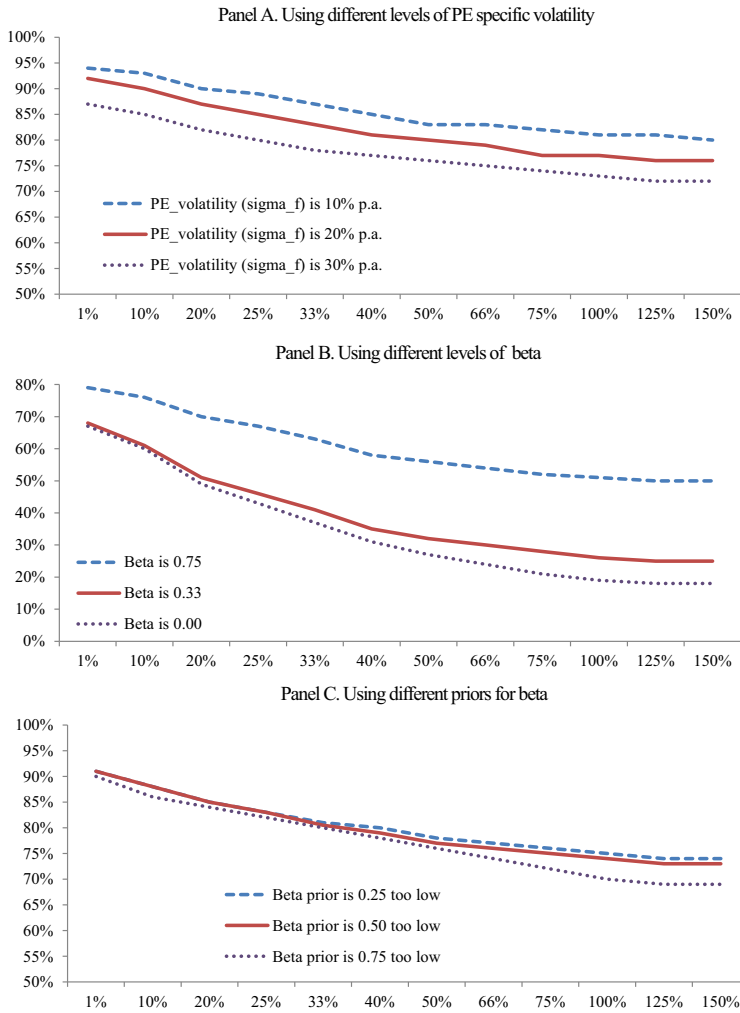 Panel A. Using different levels of PE specific volatility
100%
95%
90%
85%
80%
75%
70%
65%
60%
55%
50%
PE_volatility (sigma_f) is 10% p.a.
PE_volatility (sigma_f) is 20% p.a.
PE_volatility (sigma_f) is 30% p.a.
1% 10% 20% 25% 33% 40% 50% 66% 75% 100% 125% 150%
Panel B. Using different levels of beta
80%
70%
60%
50%
40%
30%
20%
10%
0%
Beta is 0.75
Beta is 0.33
Beta is 0.00
1% 10% 20% 25% 33% 40% 50% 66% 75% 100% 125% 150%
Panel C. Using different priors for beta
100%
95%
90%
85%
80%
75%
70%
65%
60%
55%
50%
Beta prior is 0.25 too low
Beta prior is 0.50 too low
Beta prior is 0.75 too low
1% 10% 20% 25% 33% 40% 50% 66% 75% 100% 125% 150%